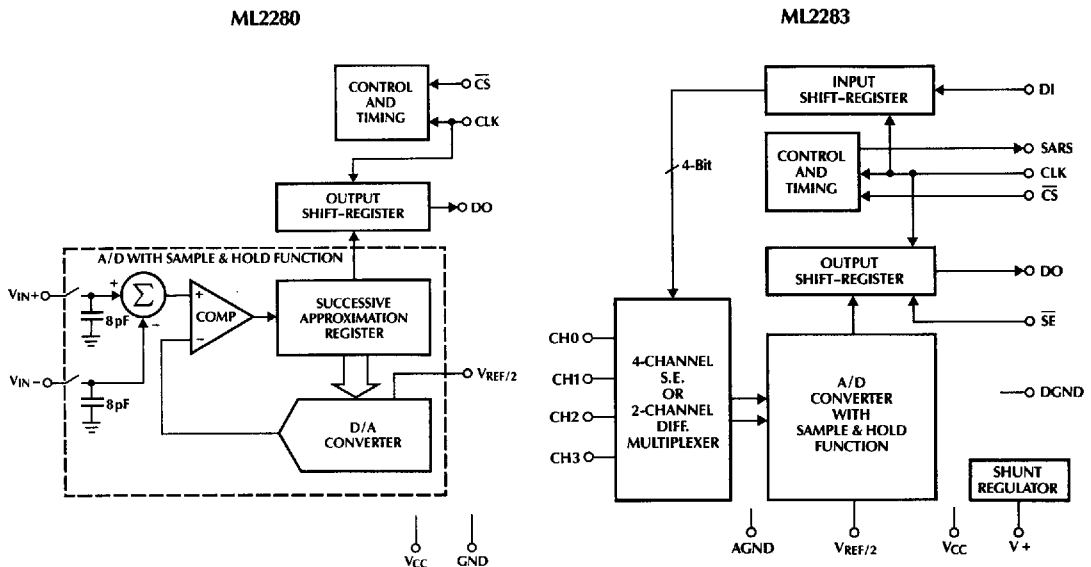 ML2280
CONTROL
AND
TIMING
C̅S̅
CLK
OUTPUT
SHIFT-REGISTER
DO
A/D WITH SAMPLE & HOLD FUNCTION
VIN+
+
Σ
−
8pF
+
COMP
−
SUCCESSIVE
APPROXIMATION
REGISTER
VIN−
8pF
VREF/2
D/A
CONVERTER
VCC
GND
ML2283
INPUT
SHIFT-REGISTER
DI
4-Bit
CONTROL
AND
TIMING
SARS
CLK
C̅S̅
OUTPUT
SHIFT-REGISTER
DO
S̅E̅
CH0
CH1
CH2
CH3
4-CHANNEL
S.E.
OR
2-CHANNEL
DIFF.
MULTIPLEXER
A/D
CONVERTER
WITH
SAMPLE & HOLD
FUNCTION
DGND
SHUNT
REGULATOR
AGND
VREF/2
VCC
V+